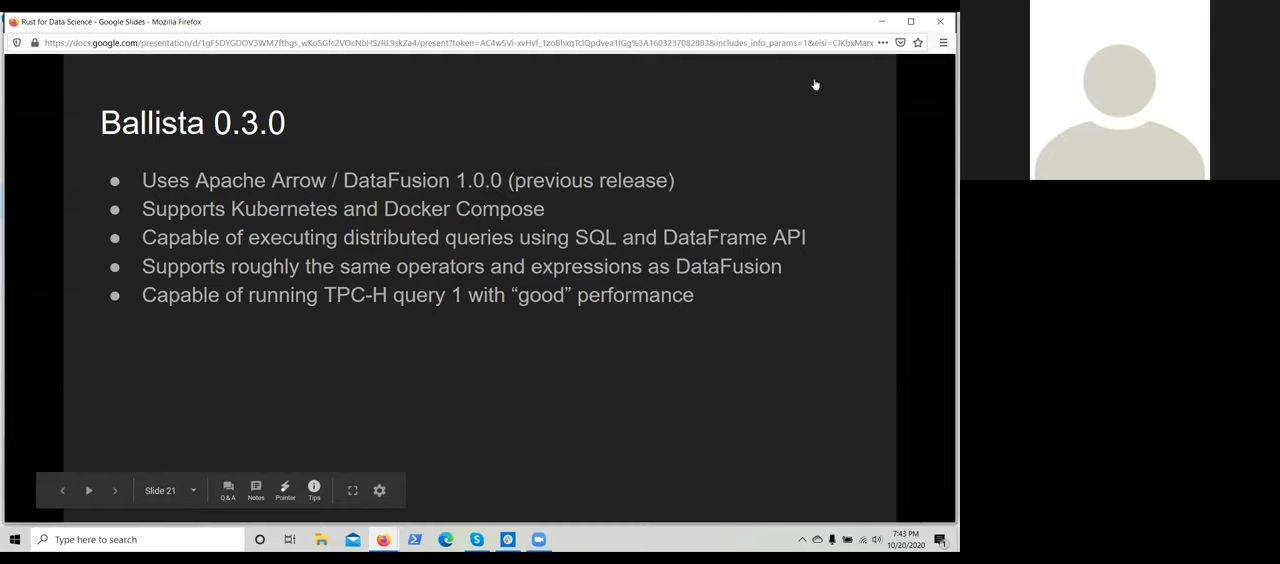 Rust for Data Science - Google Slides - Mozilla Firefox
Ballista 0.3.0
● Uses Apache Arrow / DataFusion 1.0.0 (previous release)
● Supports Kubernetes and Docker Compose
● Capable of executing distributed queries using SQL and DataFrame API
● Supports roughly the same operators and expressions as DataFusion
● Capable of running TPC-H query 1 with “good” performance
Slide 21
Q & A
Notes
Pointer
Tips
Type here to search
7:43 PM
10/20/2020